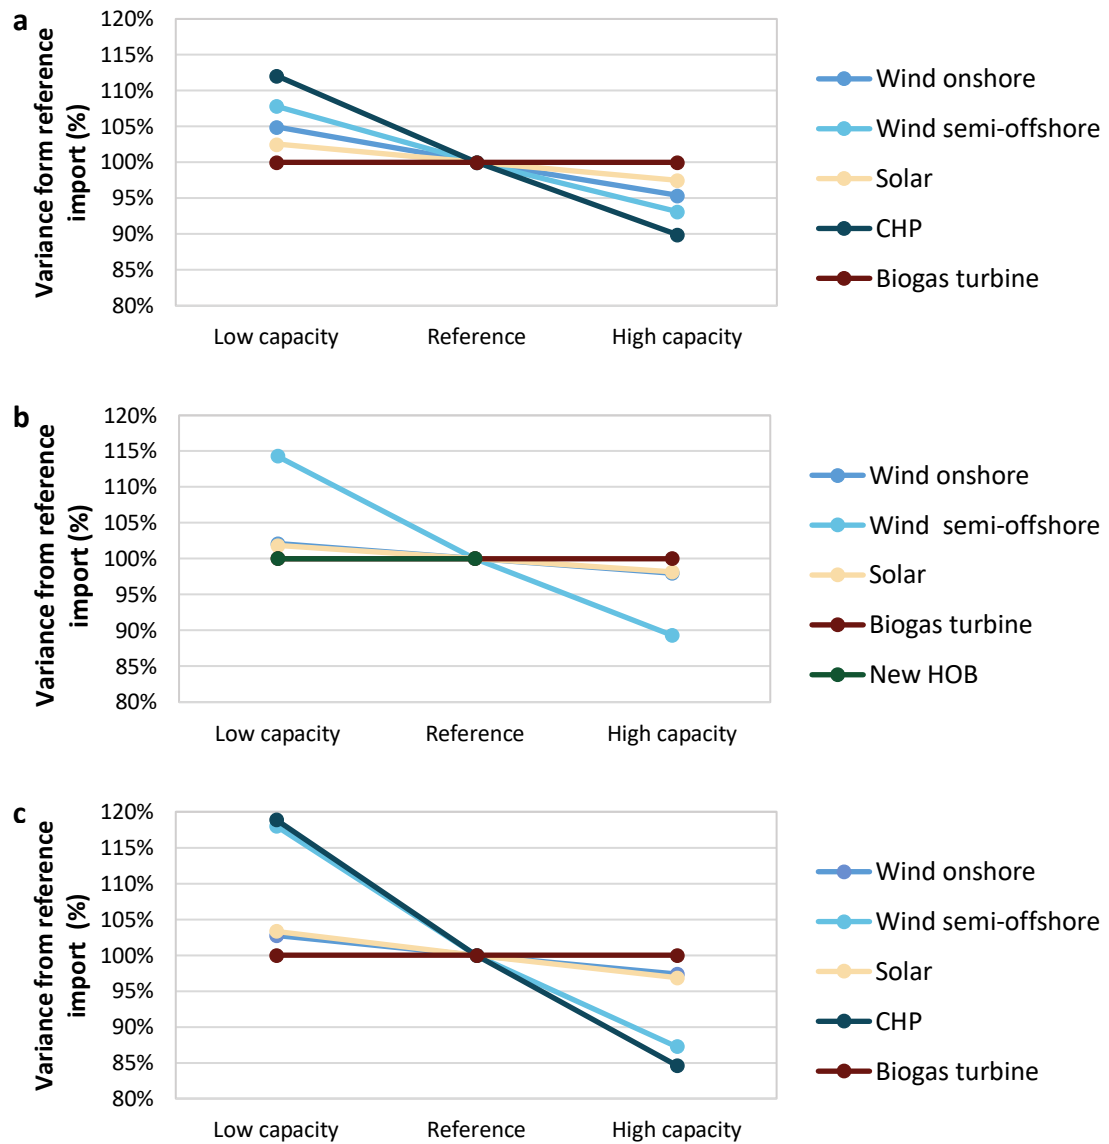 a
Variance form reference
import (%)
120%
115%
110%
105%
100%
95%
90%
85%
80%
Low capacity
Reference
High capacity
Wind onshore
Wind semi-offshore
Solar
CHP
Biogas turbine
b
Variance from reference
import (%)
120%
115%
110%
105%
100%
95%
90%
85%
80%
Low capacity
Reference
High capacity
Wind onshore
Wind  semi-offshore
Solar
Biogas turbine
New HOB
c
Variance from reference
import  (%)
120%
115%
110%
105%
100%
95%
90%
85%
80%
Low capacity
Reference
High capacity
Wind onshore
Wind semi-offshore
Solar
CHP
Biogas turbine